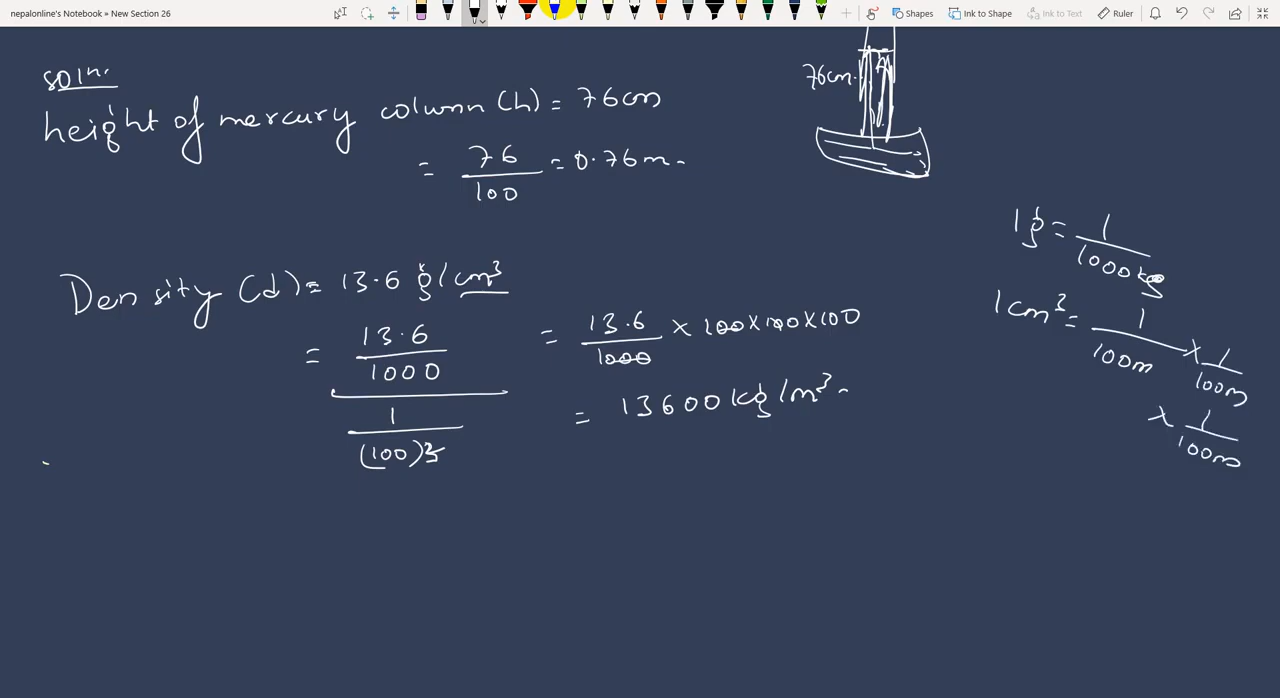 nepalonline's Notebook » New Section 26
Shapes
Ink to Shape
Ink to Text
Ruler
soln.
height of mercury column (h) = 76cm
= 76/100 = 0.76m.
76cm.
Density (d) = 13.6 g/cm³
= 13.6/1000
1/(100)³
= 13.6/1000 × 100×100×100
= 13600 kg/m³.
1g = 1/1000kg
1cm³ = 1/100m × 1/100m
× 1/100m